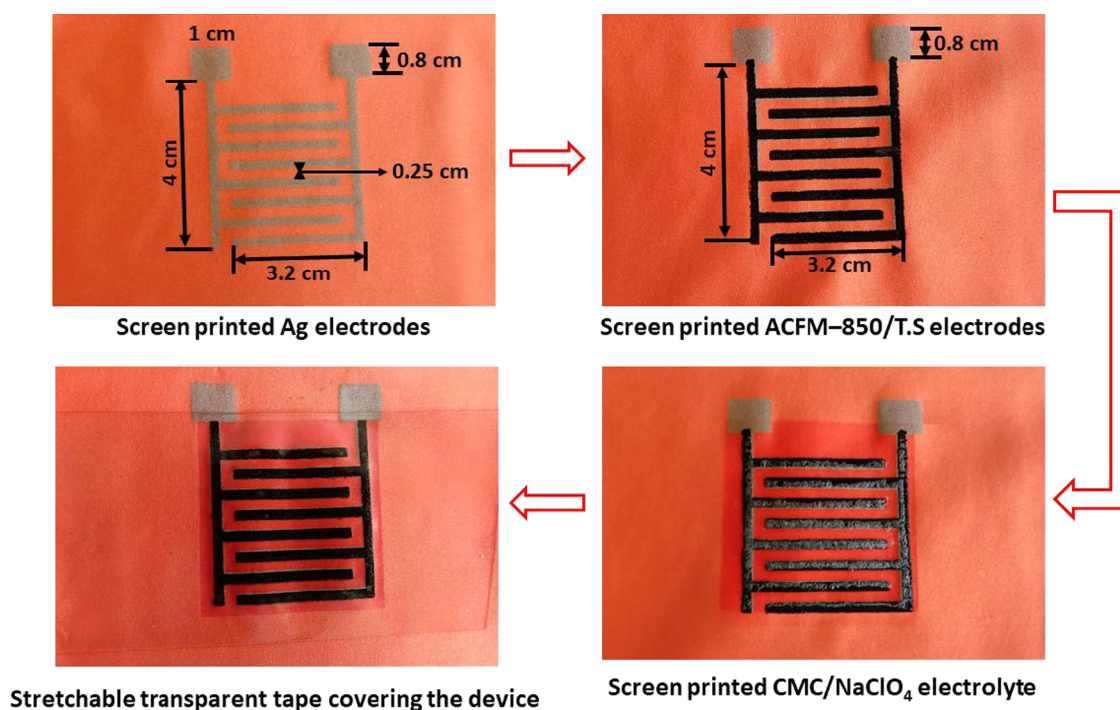 1 cm
0.8 cm
4 cm
0.25 cm
3.2 cm
Screen printed Ag electrodes
0.8 cm
4 cm
3.2 cm
Screen printed ACFM–850/T.S electrodes
Stretchable transparent tape covering the device
Screen printed CMC/NaClO₄ electrolyte